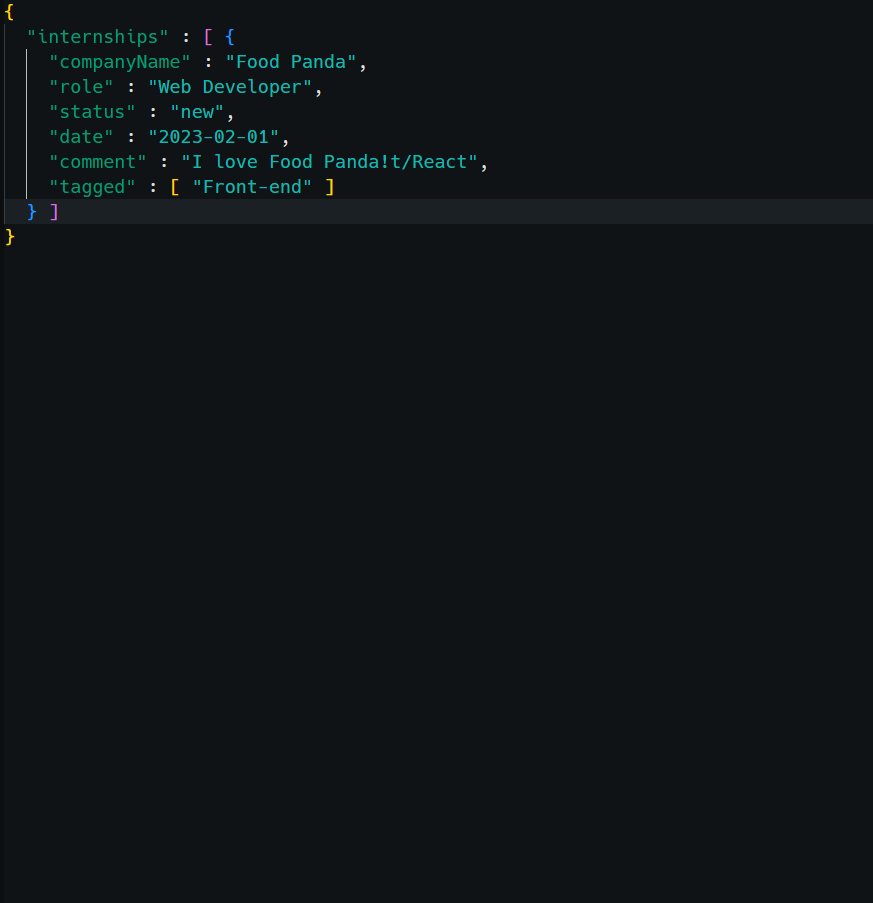 {
  "internships" : [ {
    "companyName" : "Food Panda",
    "role" : "Web Developer",
    "status" : "new",
    "date" : "2023-02-01",
    "comment" : "I love Food Panda!t/React",
    "tagged" : [ "Front-end" ]
  } ]
}